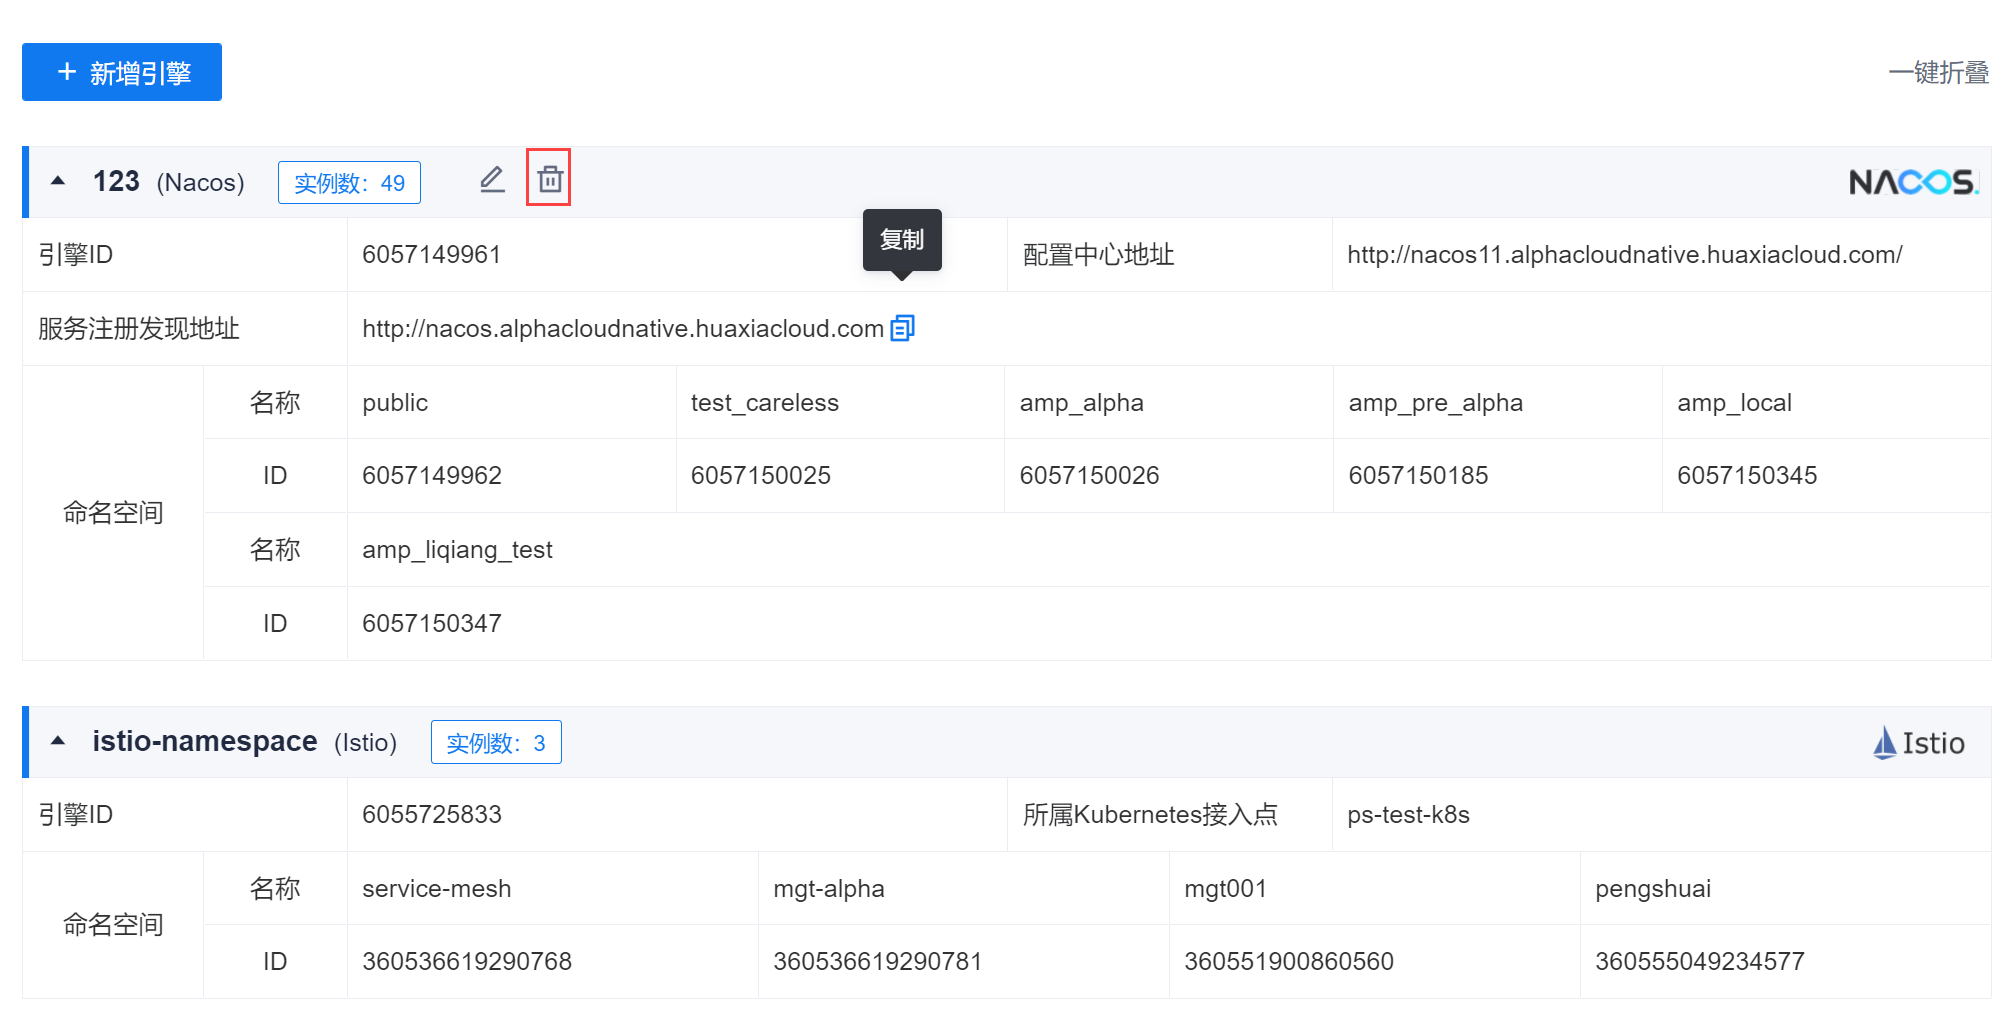 + 新增引擎
一键折叠
123 (Nacos) 实例数：49 NACOS.
复制
引擎ID 6057149961 配置中心地址 http://nacos11.alphacloudnative.huaxiacloud.com/
服务注册发现地址 http://nacos.alphacloudnative.huaxiacloud.com
命名空间
名称 public test_careless amp_alpha amp_pre_alpha amp_local
ID 6057149962 6057150025 6057150026 6057150185 6057150345
名称 amp_liqiang_test
ID 6057150347
istio-namespace (Istio) 实例数：3 Istio
引擎ID 6055725833 所属Kubernetes接入点 ps-test-k8s
命名空间
名称 service-mesh mgt-alpha mgt001 pengshuai
ID 360536619290768 360536619290781 360551900860560 360555049234577